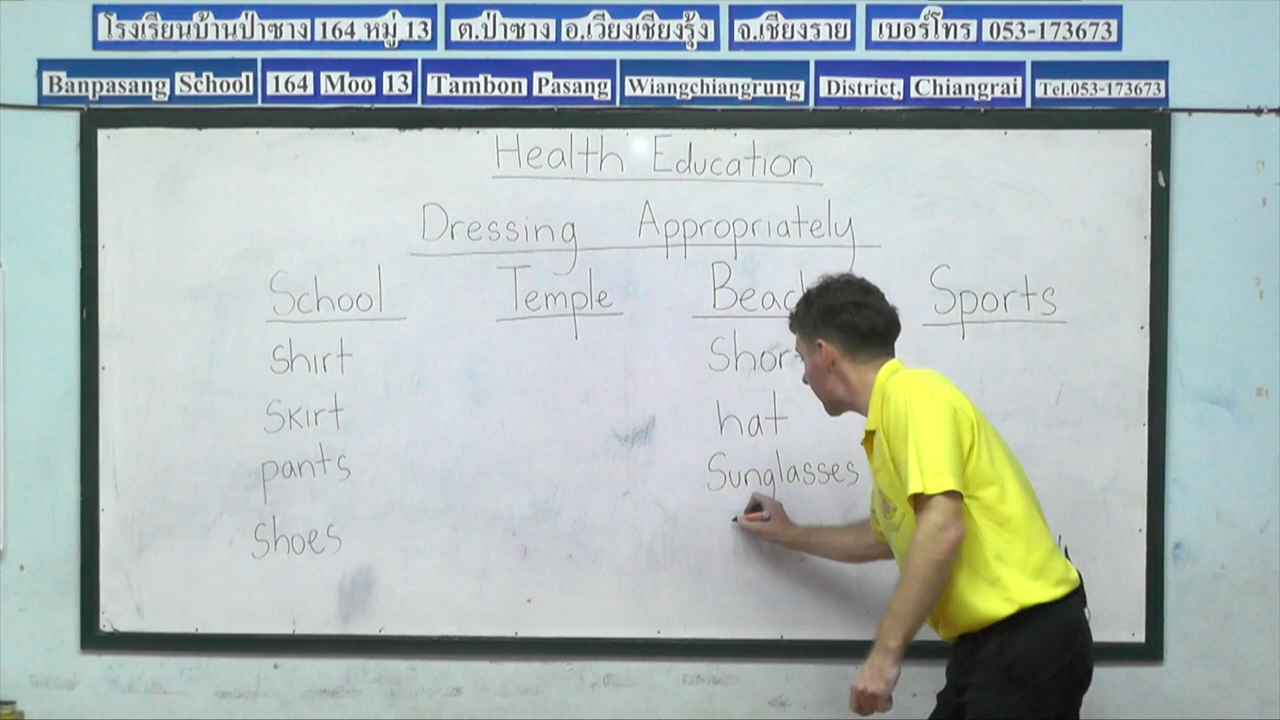 โรงเรียนบ้านป่าซาง 164 หมู่ 13 ต.ป่าซาง อ.เวียงเชียงรุ้ง จ.เชียงราย เบอร์โทร 053-173673
Banpasang School 164 Moo 13 Tambon Pasang Wiangchiangrung District, Chiangrai Tel.053-173673
Health Education
Dressing Appropriately
School Temple Sports
Shirt
Skirt hat
pants Sunglasses
Shoes